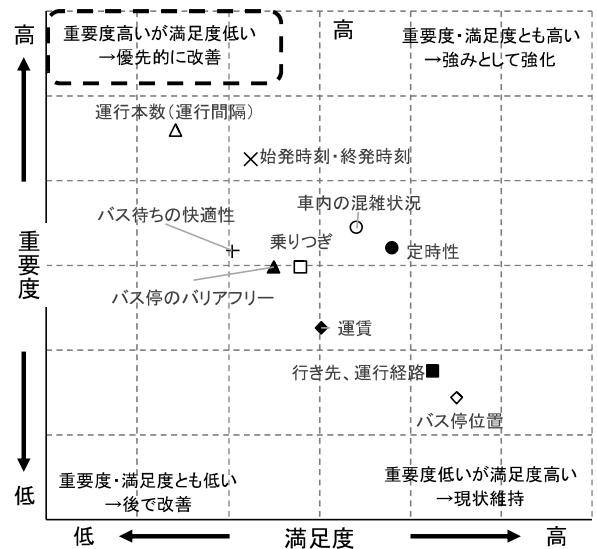 高
重要度高いが満足度低い
→優先的に改善
高
重要度・満足度とも高い
→強みとして強化
運行本数（運行間隔）
始発時刻・終発時刻
車内の混雑状況
バス待ちの快適性
乗りつぎ
定時性
重要度
バス停のバリアフリー
運賃
行き先、運行経路
バス停位置
重要度・満足度とも低い
→後で改善
重要度低いが満足度高い
→現状維持
低
低
満足度
高